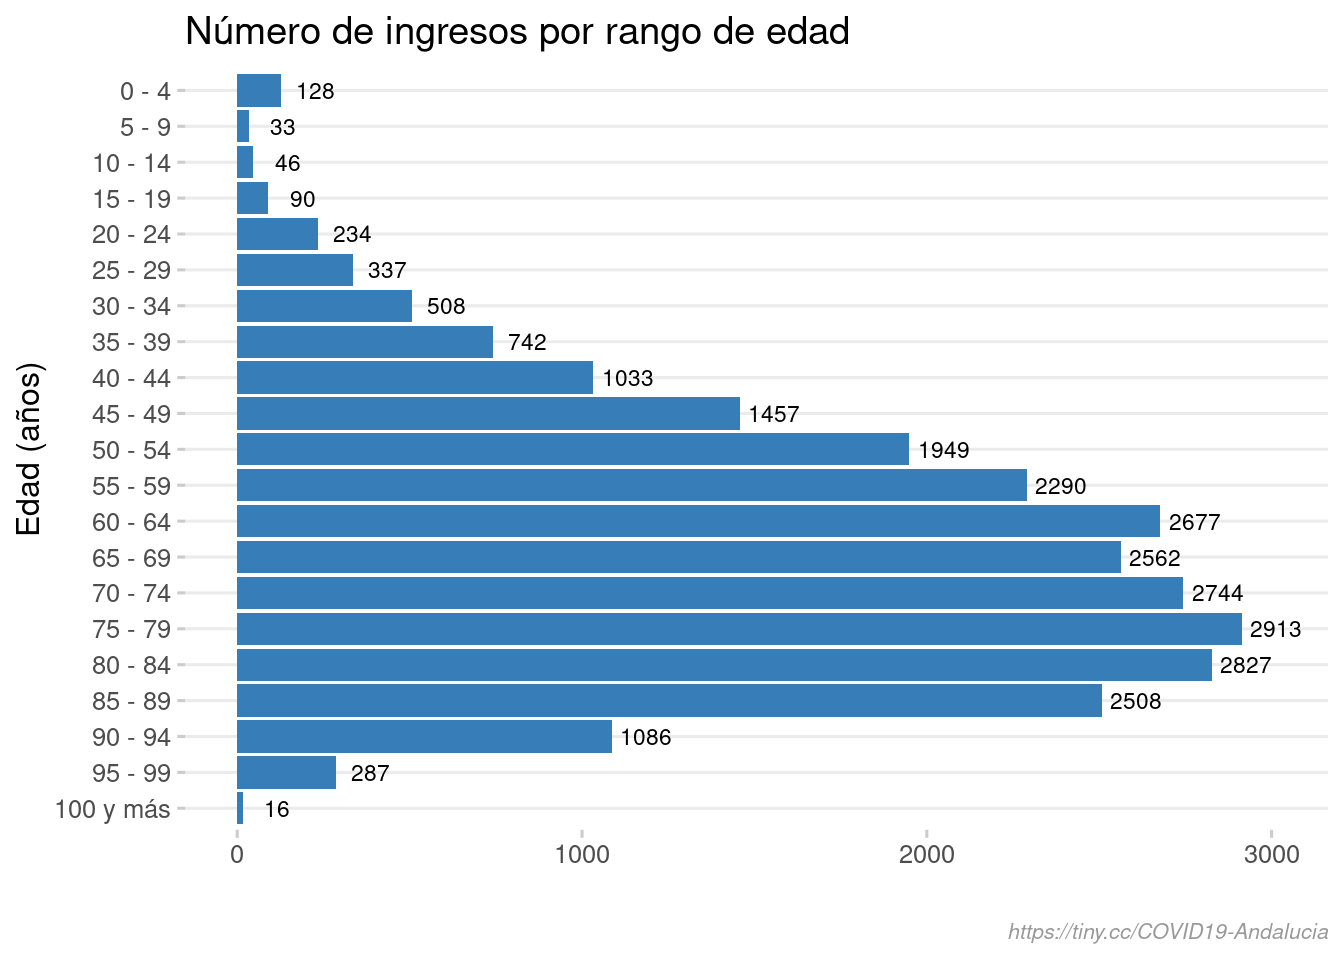 Número de ingresos por rango de edad
Edad (años)
0 - 4 128
5 - 9 33
10 - 14 46
15 - 19 90
20 - 24 234
25 - 29 337
30 - 34 508
35 - 39 742
40 - 44 1033
45 - 49 1457
50 - 54 1949
55 - 59 2290
60 - 64 2677
65 - 69 2562
70 - 74 2744
75 - 79 2913
80 - 84 2827
85 - 89 2508
90 - 94 1086
95 - 99 287
100 y más 16
0 1000 2000 3000
https://tiny.cc/COVID19-Andalucia